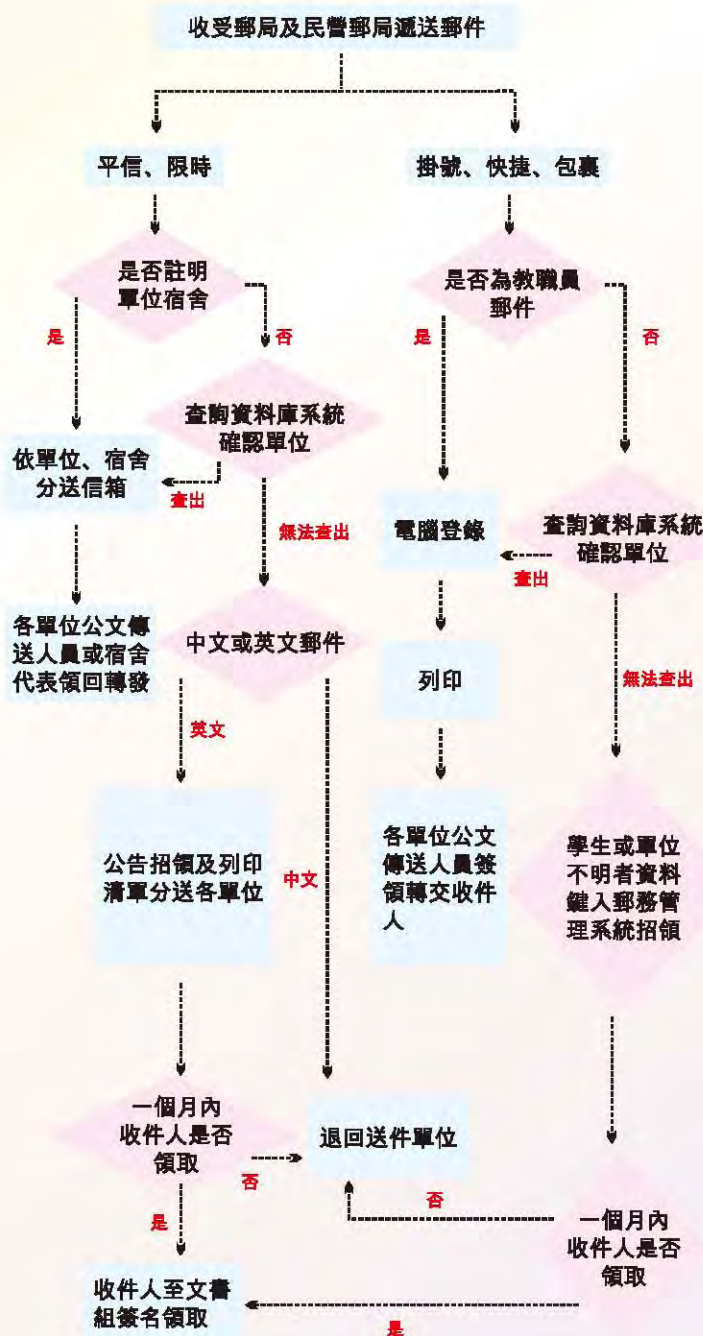 收受郵局及民營郵局遞送郵件
平信、限時
掛號、快捷、包裹
是否註明
單位宿舍
是否為教職員
郵件
是
否
是
否
查詢資料庫系統
確認單位
依單位、宿舍
分送信箱
查出
無法查出
電腦登錄
查詢資料庫系統
確認單位
查出
各單位公文傳
送人員或宿舍
代表領回轉發
中文或英文郵件
列印
無法查出
英文
公告招領及列印
清單分送各單位
中文
各單位公文
傳送人員簽
領轉交收件
人
學生或單位
不明者資料
鍵入郵務管
理系統招領
一個月內
收件人是否
領取
否
退回送件單位
否
是
一個月內
收件人是否
領取
收件人至文書
組簽名領取
是